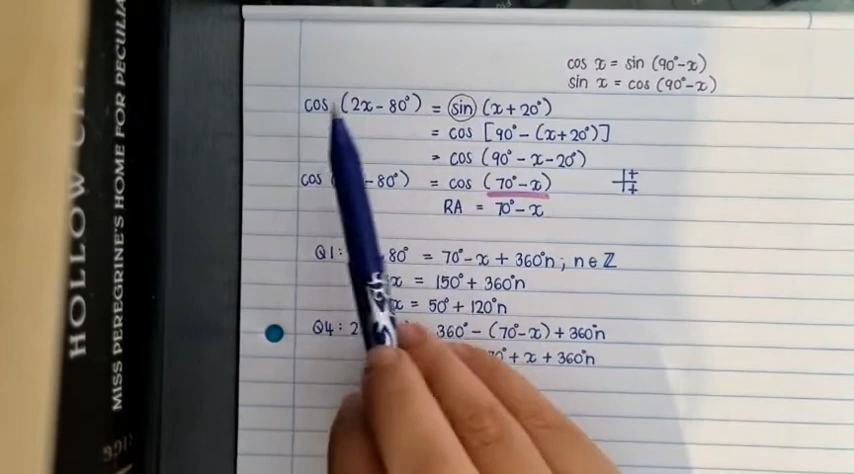 HOLLOW CITY
MISS PEREGRINE'S HOME FOR PECULIA
cos x = sin (90°-x)
sin x = cos (90°-x)
cos (2x - 80°) = sin (x+20°)
= cos [90° - (x+20°)]
= cos (90° - x - 20°)
cos ( - 80°) = cos (70° - x)
RA = 70° - x
Q1: 80° = 70° - x + 360°n ; n ∈ ℤ
x = 150° + 360°n
x = 50° + 120°n
Q4: 2 360° - (70° - x) + 360°n
70° + x + 360°n